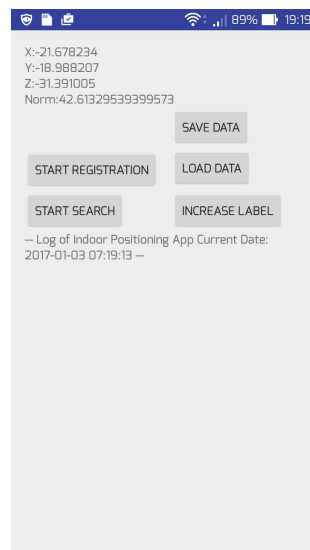 89% 19:19
X:-21.678234
Y:-18.988207
Z:-31.391005
Norm:42.61329539399573
SAVE DATA
START REGISTRATION LOAD DATA
START SEARCH INCREASE LABEL
-- Log of Indoor Positioning App Current Date:
2017-01-03 07:19:13 --